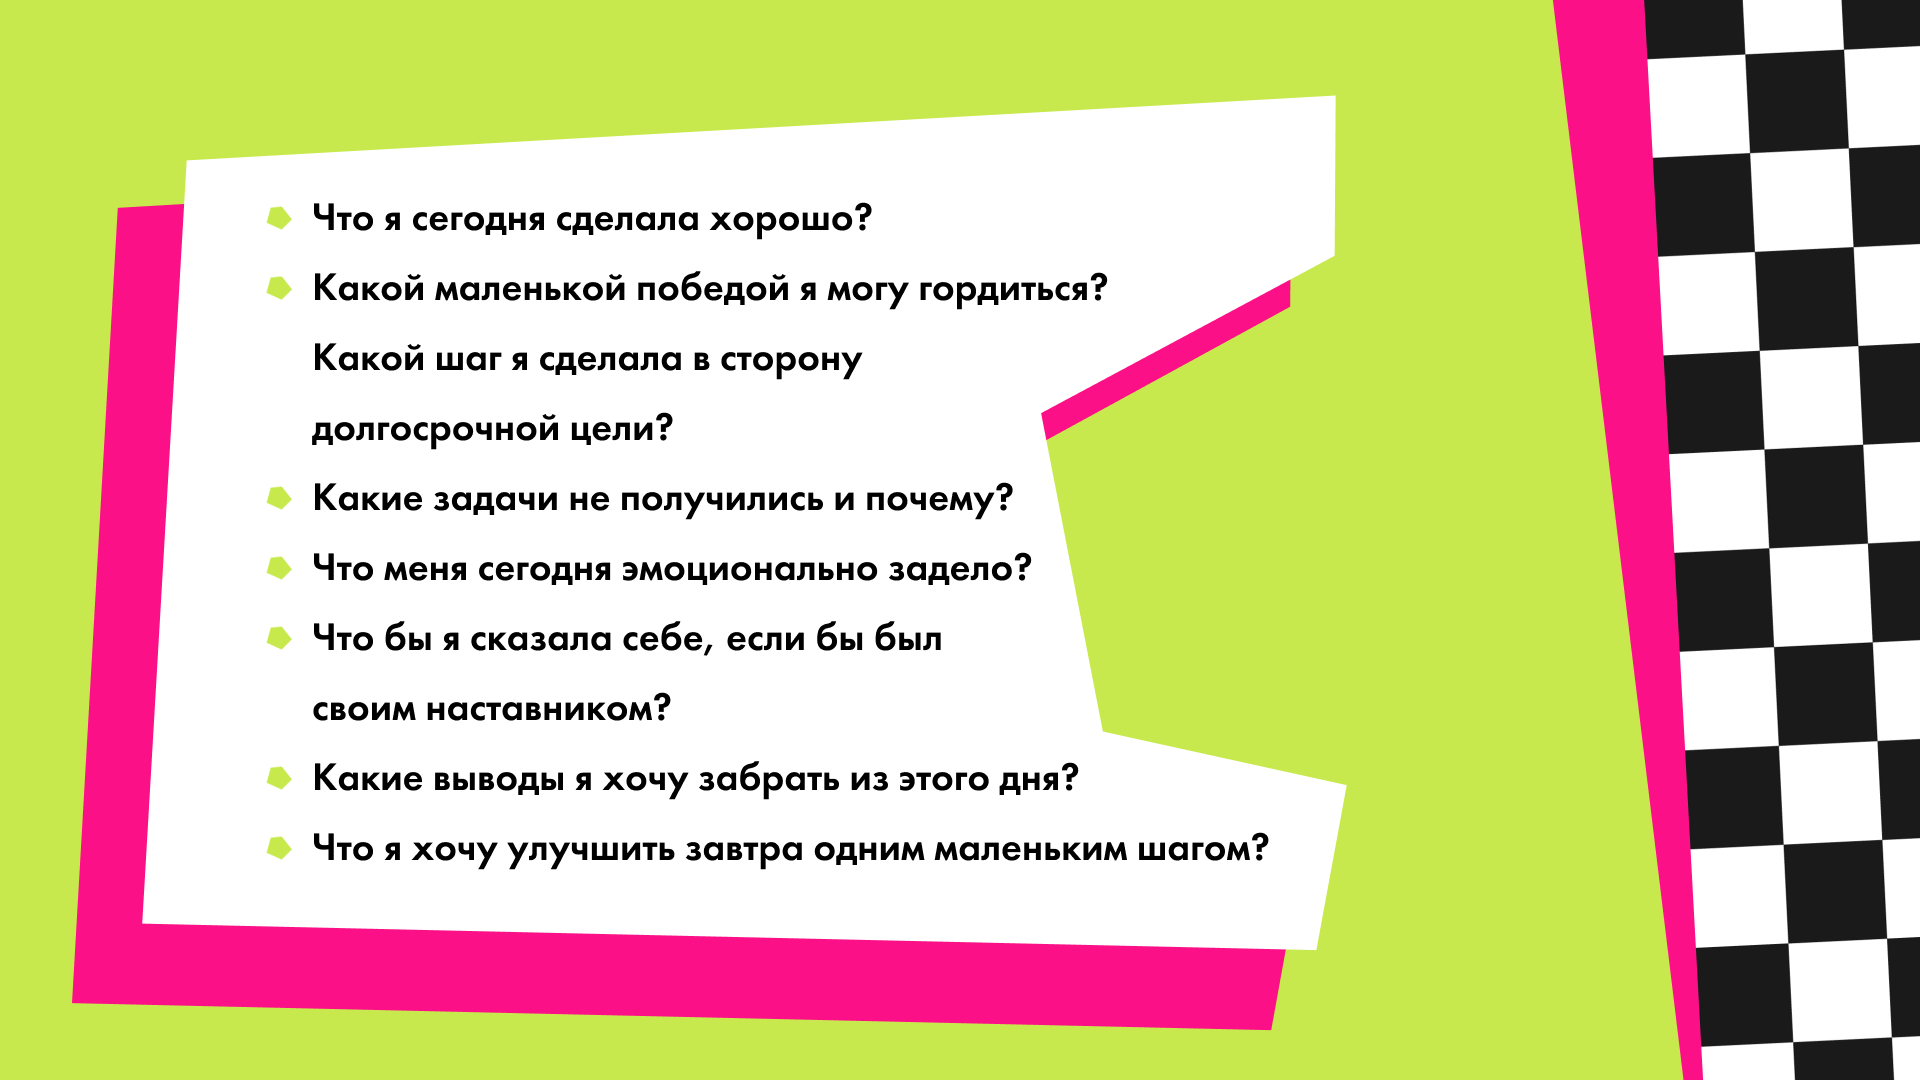 Что я сегодня сделала хорошо?
Какой маленькой победой я могу гордиться?
Какой шаг я сделала в сторону
долгосрочной цели?
Какие задачи не получились и почему?
Что меня сегодня эмоционально задело?
Что бы я сказала себе, если бы был
своим наставником?
Какие выводы я хочу забрать из этого дня?
Что я хочу улучшить завтра одним маленьким шагом?